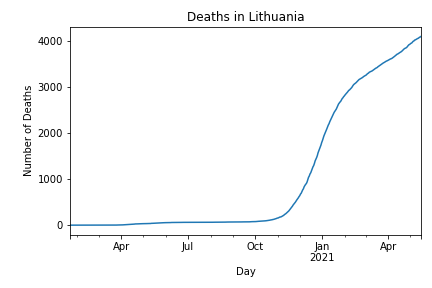 Deaths in Lithuania
4000
3000
2000
1000
0
Number of Deaths
Apr Jul Oct Jan Apr
2021
Day